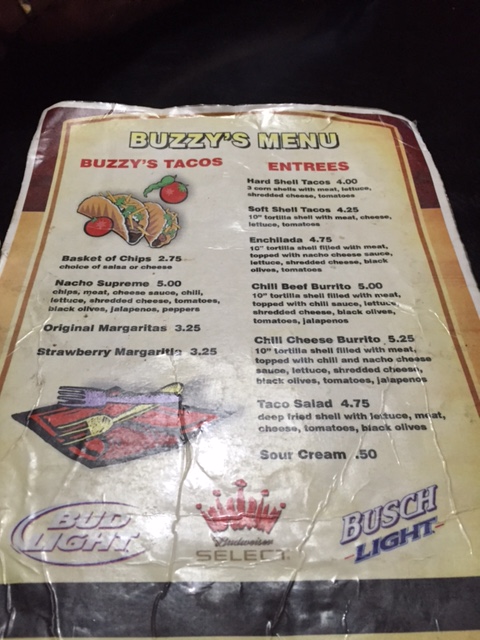 BUZZY'S MENU
BUZZY'S TACOS
Basket of Chips 2.75
choice of salsa or cheese
Nacho Supreme 5.00
chips, meat, cheese sauce, chili,
lettuce, shredded cheese, tomatoes,
black olives, jalapenos, peppers
Original Margaritas 3.25
Strawberry Margaritis 3.25
ENTREES
Hard Shell Tacos 4.00
3 corn shells with meat, lettuce,
shredded cheese, tomatoes
Soft Shell Tacos 4.25
10" tortilla shell with meat, cheese,
lettuce, tomatoes
Enchilada 4.75
10" tortilla shell filled with meat,
topped with nacho cheese sauce,
lettuce, shredded cheese, black
olives, tomatoes
Chili Beef Burrito 5.00
10" tortilla shell filled with meat,
topped with chili sauce, lettuce,
shredded cheese, black olives,
tomatoes, jalapenos
Chili Cheese Burrito 5.25
10" tortilla shell filled with meat,
topped with chili and nacho cheese
sauce, lettuce, shredded cheese,
black olives, tomatoes, jalapenos
Taco Salad 4.75
deep fried shell with lettuce, meat,
cheese, tomatoes, black olives
Sour Cream .50
BUD
LIGHT
Budweiser
SELECT
BUSCH
LIGHT